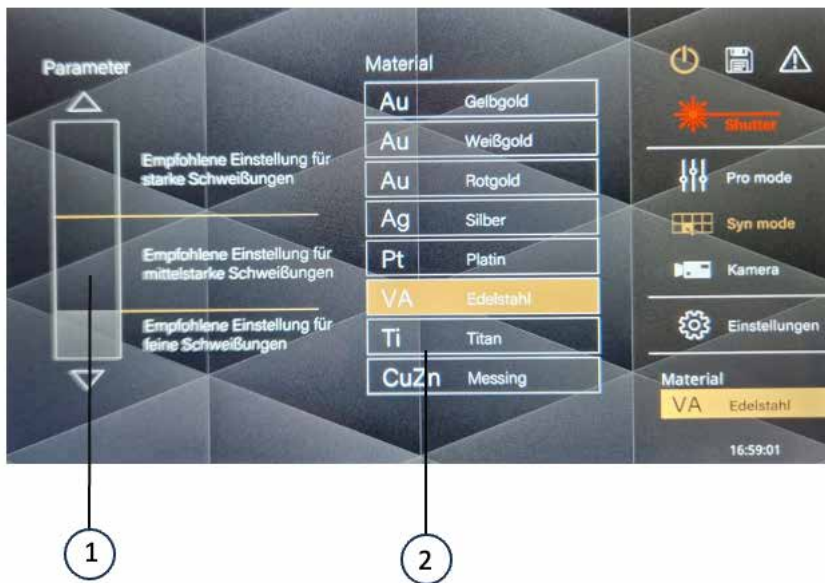 Parameter
Empfohlene Einstellung für
starke Schweißungen
Empfohlene Einstellung für
mittelstarke Schweißungen
Empfohlene Einstellung für
feine Schweißungen
Material
Au Gelbgold
Au Weißgold
Au Rotgold
Ag Silber
Pt Platin
VA Edelstahl
Ti Titan
CuZn Messing
Shutter
Pro mode
Syn mode
Kamera
Einstellungen
Material
VA Edelstahl
16:59:01
1
2